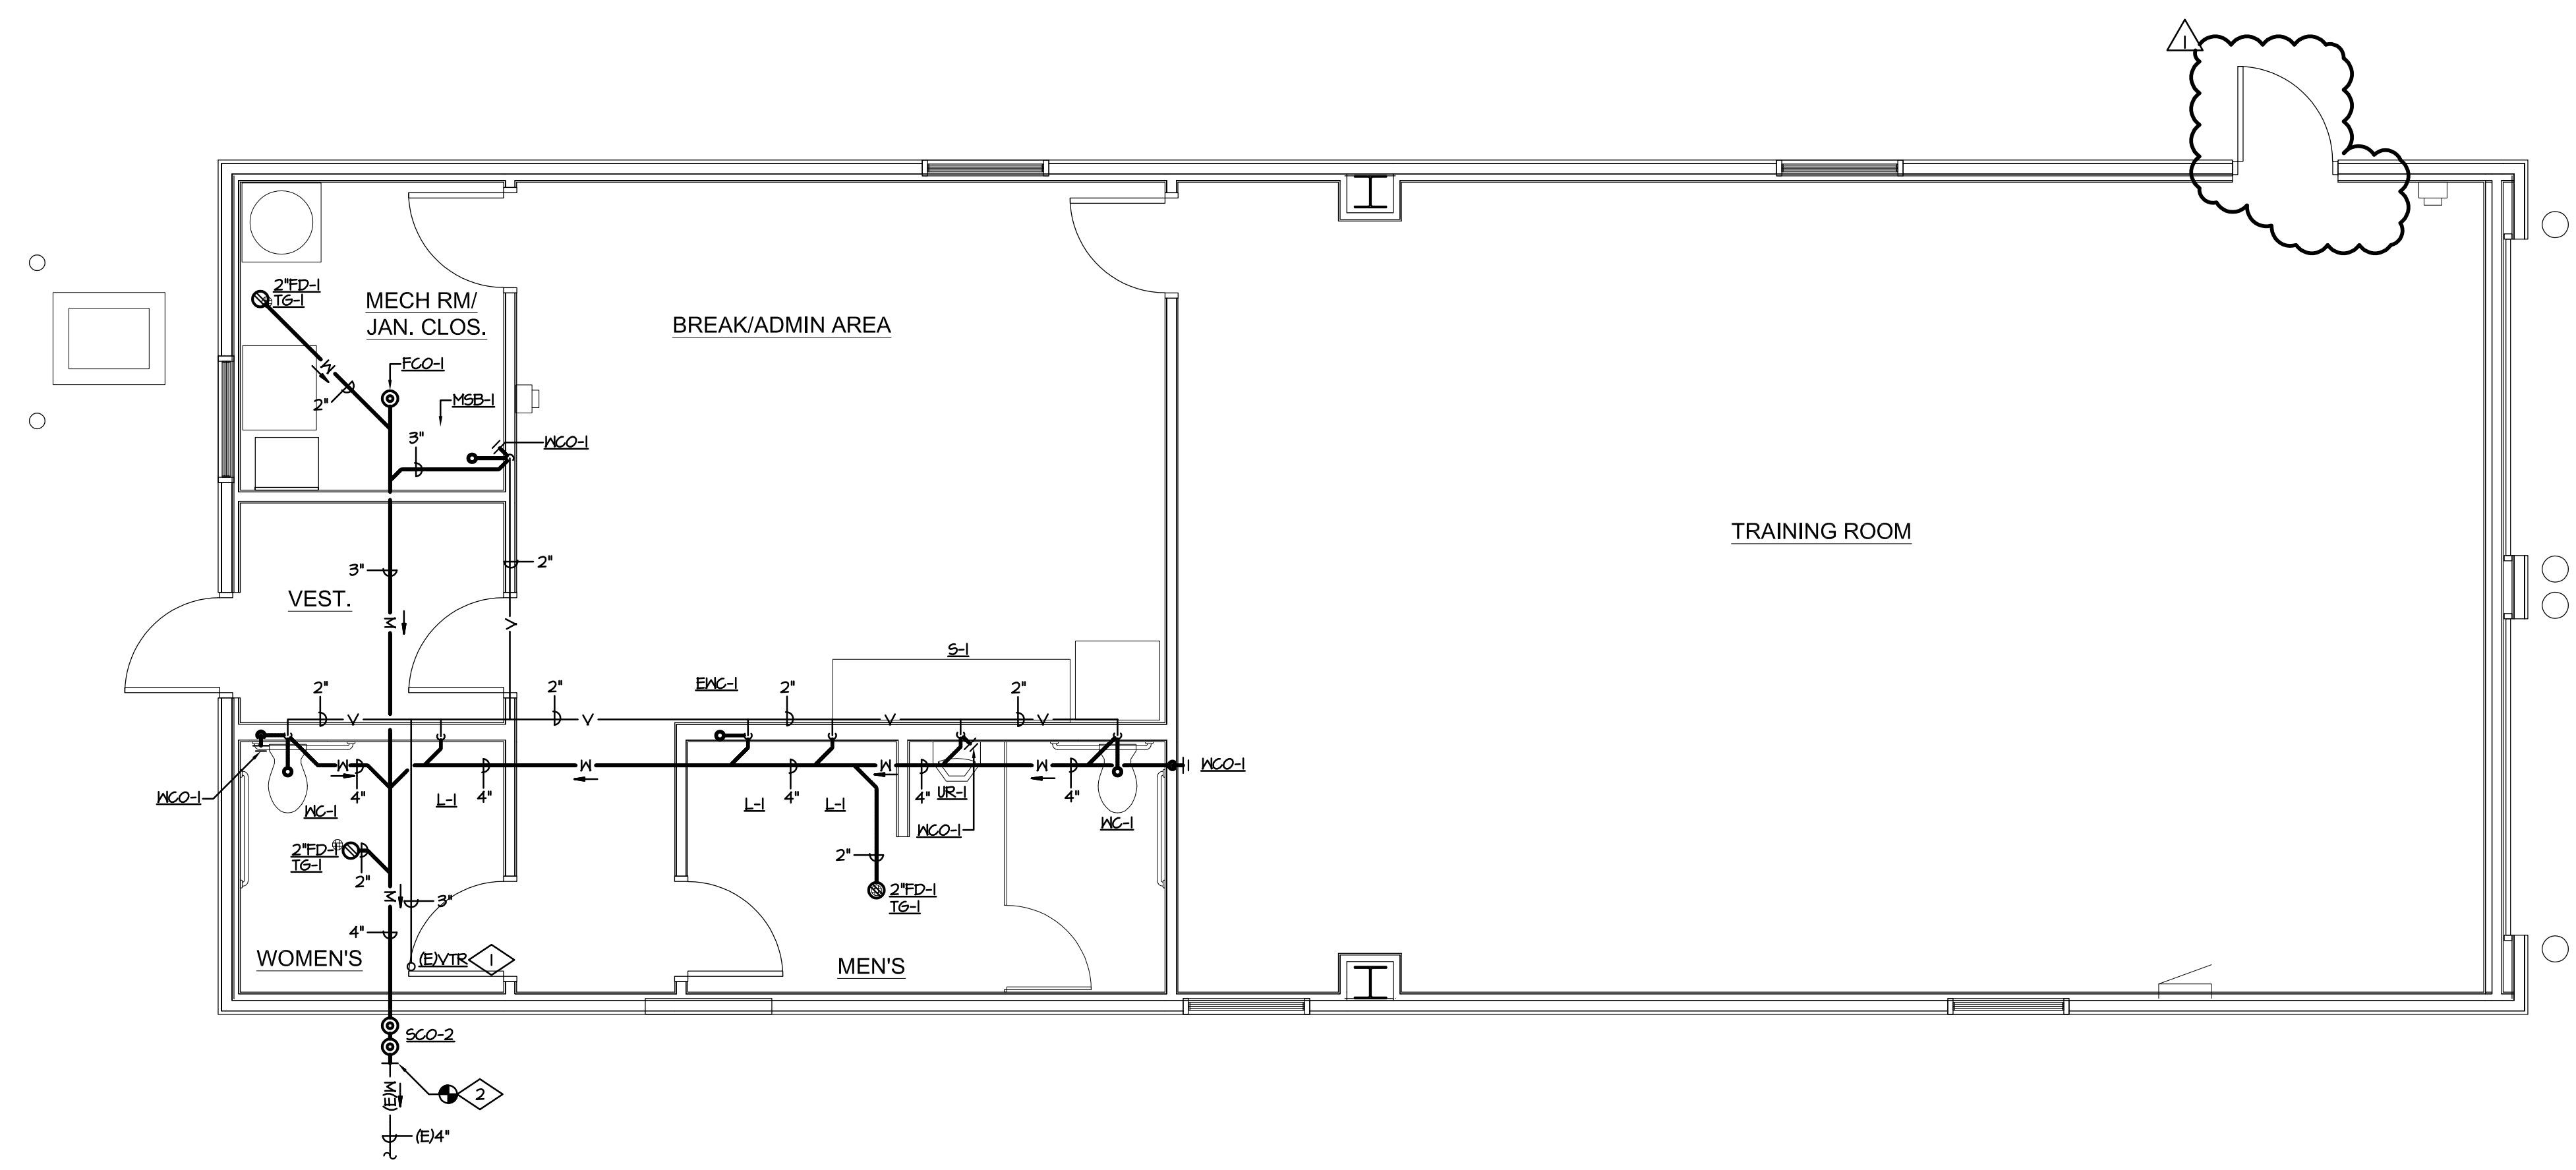 1
2"FD-1
TG-1
MECH RM/
JAN. CLOS.
BREAK/ADMIN AREA
FCO-1
W
2"
MSB-1
3"
WCO-1
TRAINING ROOM
3"
2"
VEST.
W
V
S-1
2"
2"
EWC-1
2"
2"
V
V
V
V
W
W
W
W
WCO-1
WCO-1
4"
WC-1
L-1
4"
L-1
4"
L-1
4"
UR-1
WCO-1
4"
WC-1
2"FD-1
TG-1
2"
2"
2"FD-1
TG-1
W
3"
4"
WOMEN'S
(E)VTR
1
MEN'S
SCO-2
2
(E)W
(E)4"